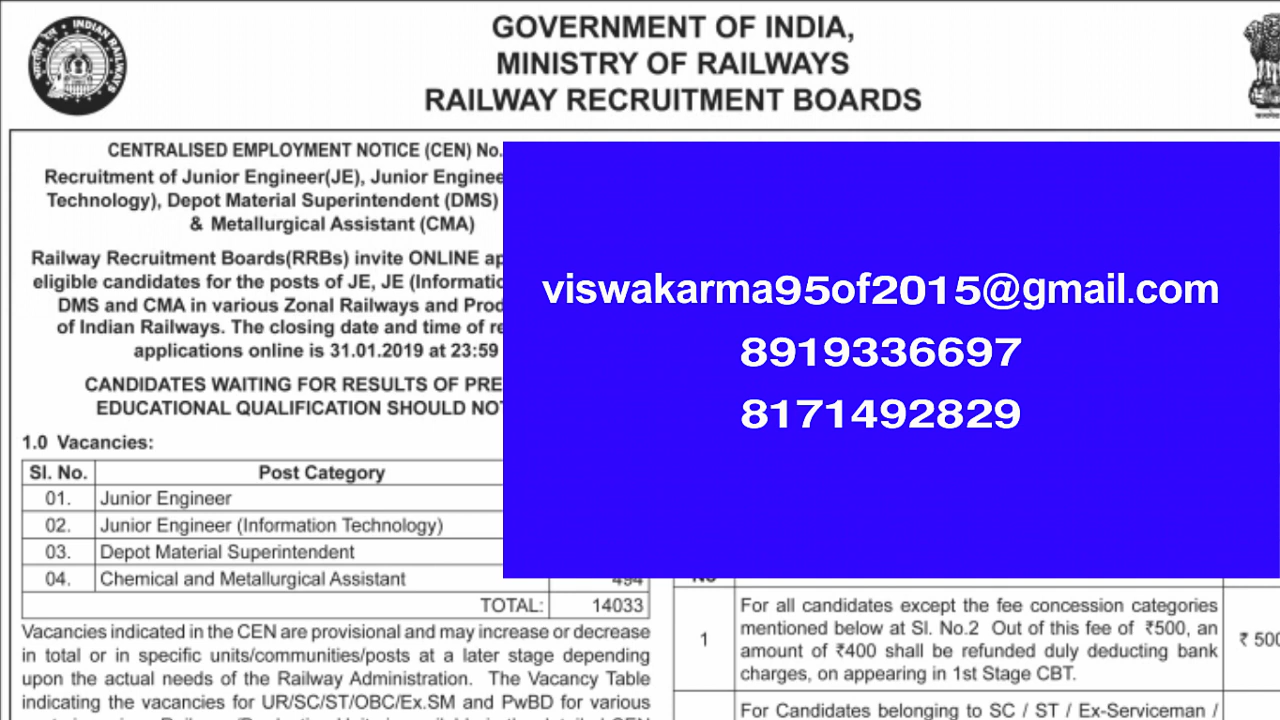 GOVERNMENT OF INDIA,
MINISTRY OF RAILWAYS
RAILWAY RECRUITMENT BOARDS
INDIAN RAILWAYS
CENTRALISED EMPLOYMENT NOTICE (CEN) No.
Recruitment of Junior Engineer(JE), Junior
Technology), Depot Material Superintendent (DMS)
& Metallurgical Assistant (CMA)
Railway Recruitment Boards(RRBs) invite ONLINE
eligible candidates for the posts of JE, JE
DMS and CMA in various Zonal Railways and
of Indian Railways. The closing date and time of
applications online is 31.01.2019 at 23:59
CANDIDATES WAITING FOR RESULTS OF
EDUCATIONAL QUALIFICATION SHOULD
1.0 Vacancies:
Sl. No. Post Category
01. Junior Engineer
02. Junior Engineer (Information Technology)
03. Depot Material Superintendent
04. Chemical and Metallurgical Assistant 494
TOTAL: 14033
Vacancies indicated in the CEN are provisional and may increase or decrease
in total or in specific units/communities/posts at a later stage depending
upon the actual needs of the Railway Administration. The Vacancy Table
indicating the vacancies for UR/SC/ST/OBC/Ex.SM and PwBD for various
viswakarma95of2015@gmail.com
8919336697
8171492829
No
1 For all candidates except the fee concession categories
mentioned below at Sl. No.2 Out of this fee of ₹500, an
amount of ₹400 shall be refunded duly deducting bank
charges, on appearing in 1st Stage CBT.
₹ 500
For Candidates belonging to SC / ST / Ex-Serviceman /